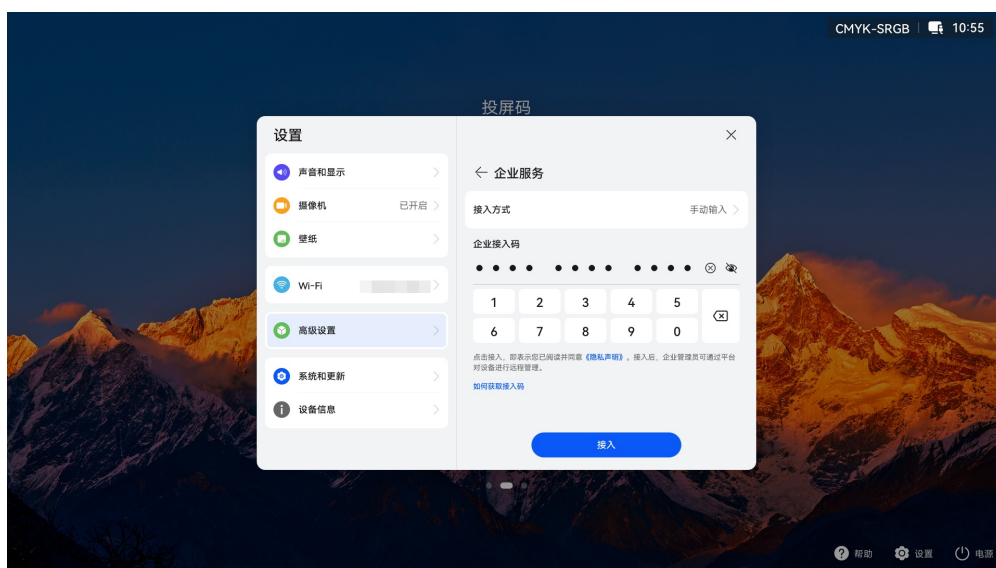 CMYK-SRGB 10:55
投屏码
设置
声音和显示
摄像机 已开启
壁纸
Wi-Fi
高级设置
系统和更新
设备信息
企业服务
接入方式 手动输入
企业接入码
1 2 3 4 5
6 7 8 9 0
点击接入，即表示您已阅读并同意《隐私声明》。接入后，企业管理员可通过平台
对设备进行远程管理。
如何获取接入码
接入
帮助 设置 电源